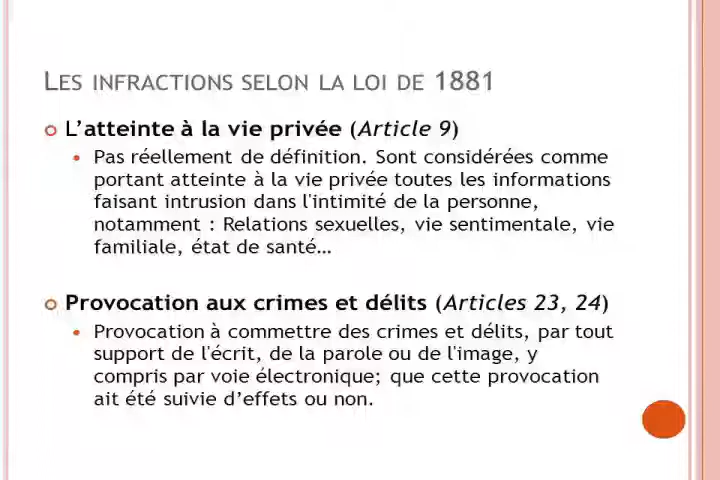 LES INFRACTIONS SELON LA LOI DE 1881
L'atteinte à la vie privée (Article 9)
Pas réellement de définition. Sont considérées comme
portant atteinte à la vie privée toutes les informations
faisant intrusion dans l'intimité de la personne,
notamment : Relations sexuelles, vie sentimentale, vie
familiale, état de santé…
Provocation aux crimes et délits (Articles 23, 24)
Provocation à commettre des crimes et délits, par tout
support de l'écrit, de la parole ou de l'image, y
compris par voie électronique; que cette provocation
ait été suivie d'effets ou non.